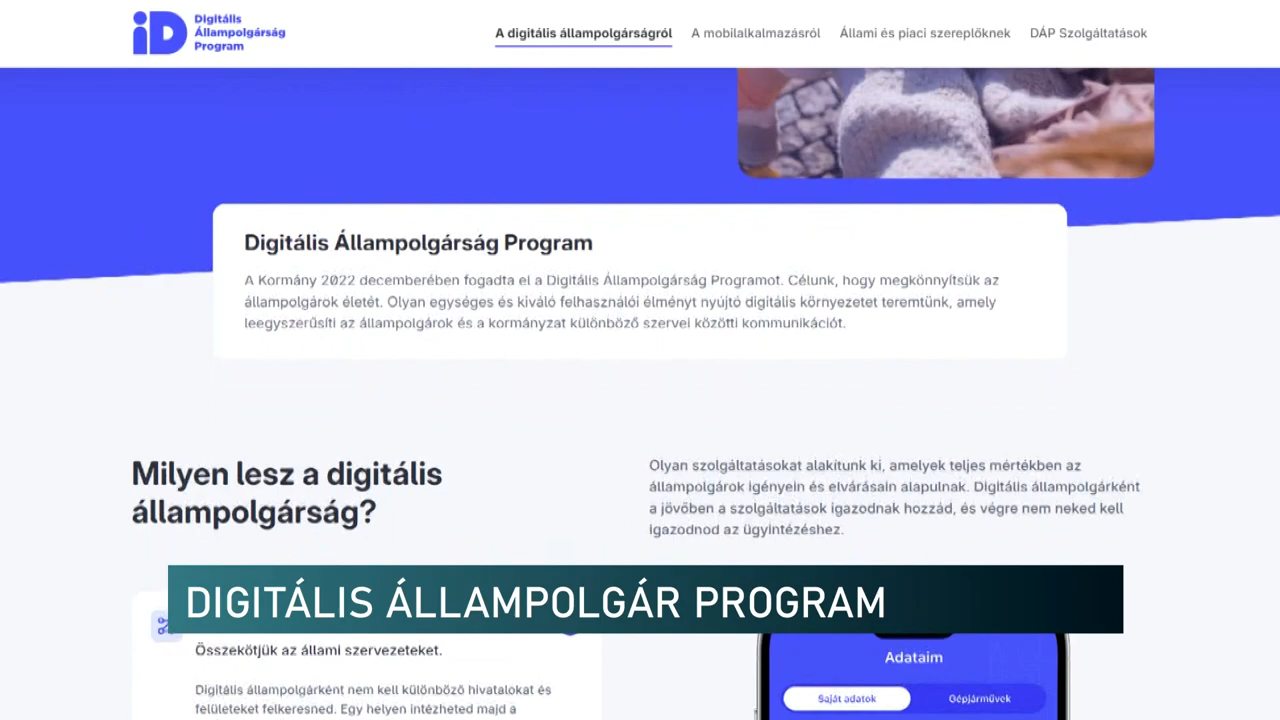 Digitális
Állampolgárság
Program
A digitális állampolgárságról
A mobilalkalmazásról
Állami és piaci szereplőknek
DÁP Szolgáltatások
Digitális Állampolgárság Program
A Kormány 2022 decemberében fogadta el a Digitális Állampolgárság Programot. Célunk, hogy megkönnyítsük az
állampolgárok életét. Olyan egységes és kiváló felhasználói élményt nyújtó digitális környezetet teremtünk, amely
leegyszerűsíti az állampolgárok és a kormányzat különböző szervei közötti kommunikációt.
Milyen lesz a digitális
állampolgárság?
Olyan szolgáltatásokat alakítunk ki, amelyek teljes mértékben az
állampolgárok igényein és elvárásain alapulnak. Digitális állampolgárként
a jövőben a szolgáltatások igazodnak hozzád, és végre nem neked kell
igazodnod az ügyintézéshez.
DIGITÁLIS ÁLLAMPOLGÁR PROGRAM
Összekötjük az állami szervezeteket.
Digitális állampolgárként nem kell különböző hivatalokat és
felületeket felkeresned. Egy helyen intézheted majd a
Adataim
Saját adatok
Gépjárművek